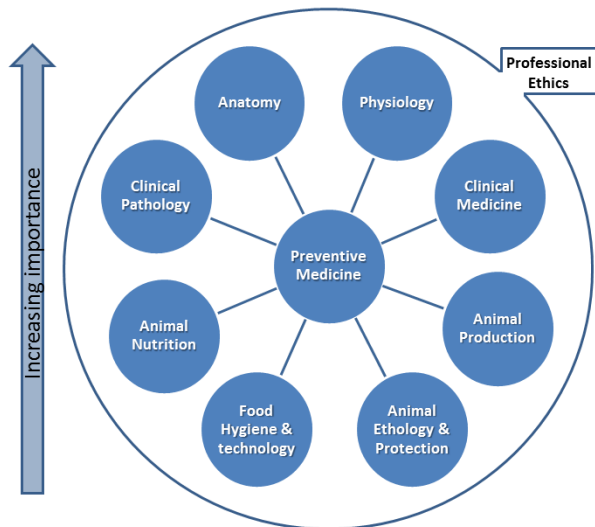 Professional
Ethics
Anatomy
Physiology
Clinical
Pathology
Clinical
Medicine
Preventive
Medicine
Animal
Nutrition
Animal
Production
Food
Hygiene &
technology
Animal
Ethology &
Protection
Increasing importance